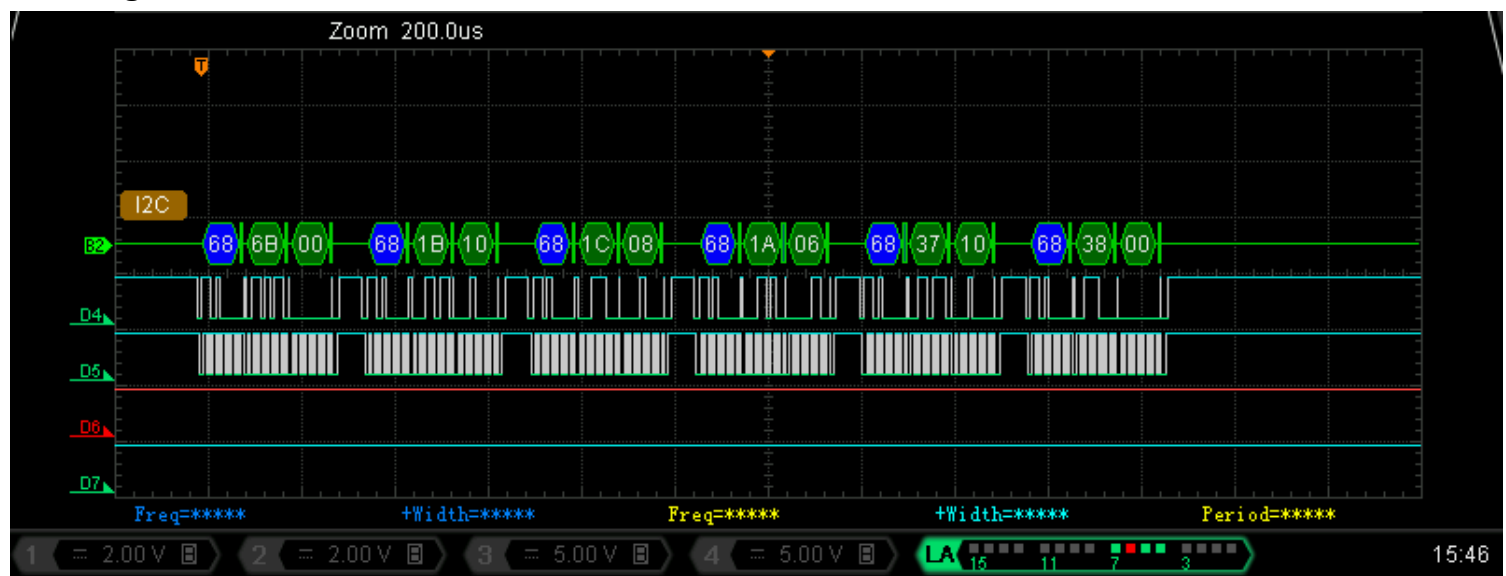 Zoom 200.0us
T
I2C
B2 68 6B 00 68 1B 10 68 1C 08 68 1A 06 68 37 10 68 38 00
D4
D5
D6
D7
Freq=***** +Width=***** Freq=***** +Width=***** Period=*****
1 = 2.00 V 2 = 2.00 V 3 = 5.00 V 4 = 5.00 V LA 15 11 7 3 15:46